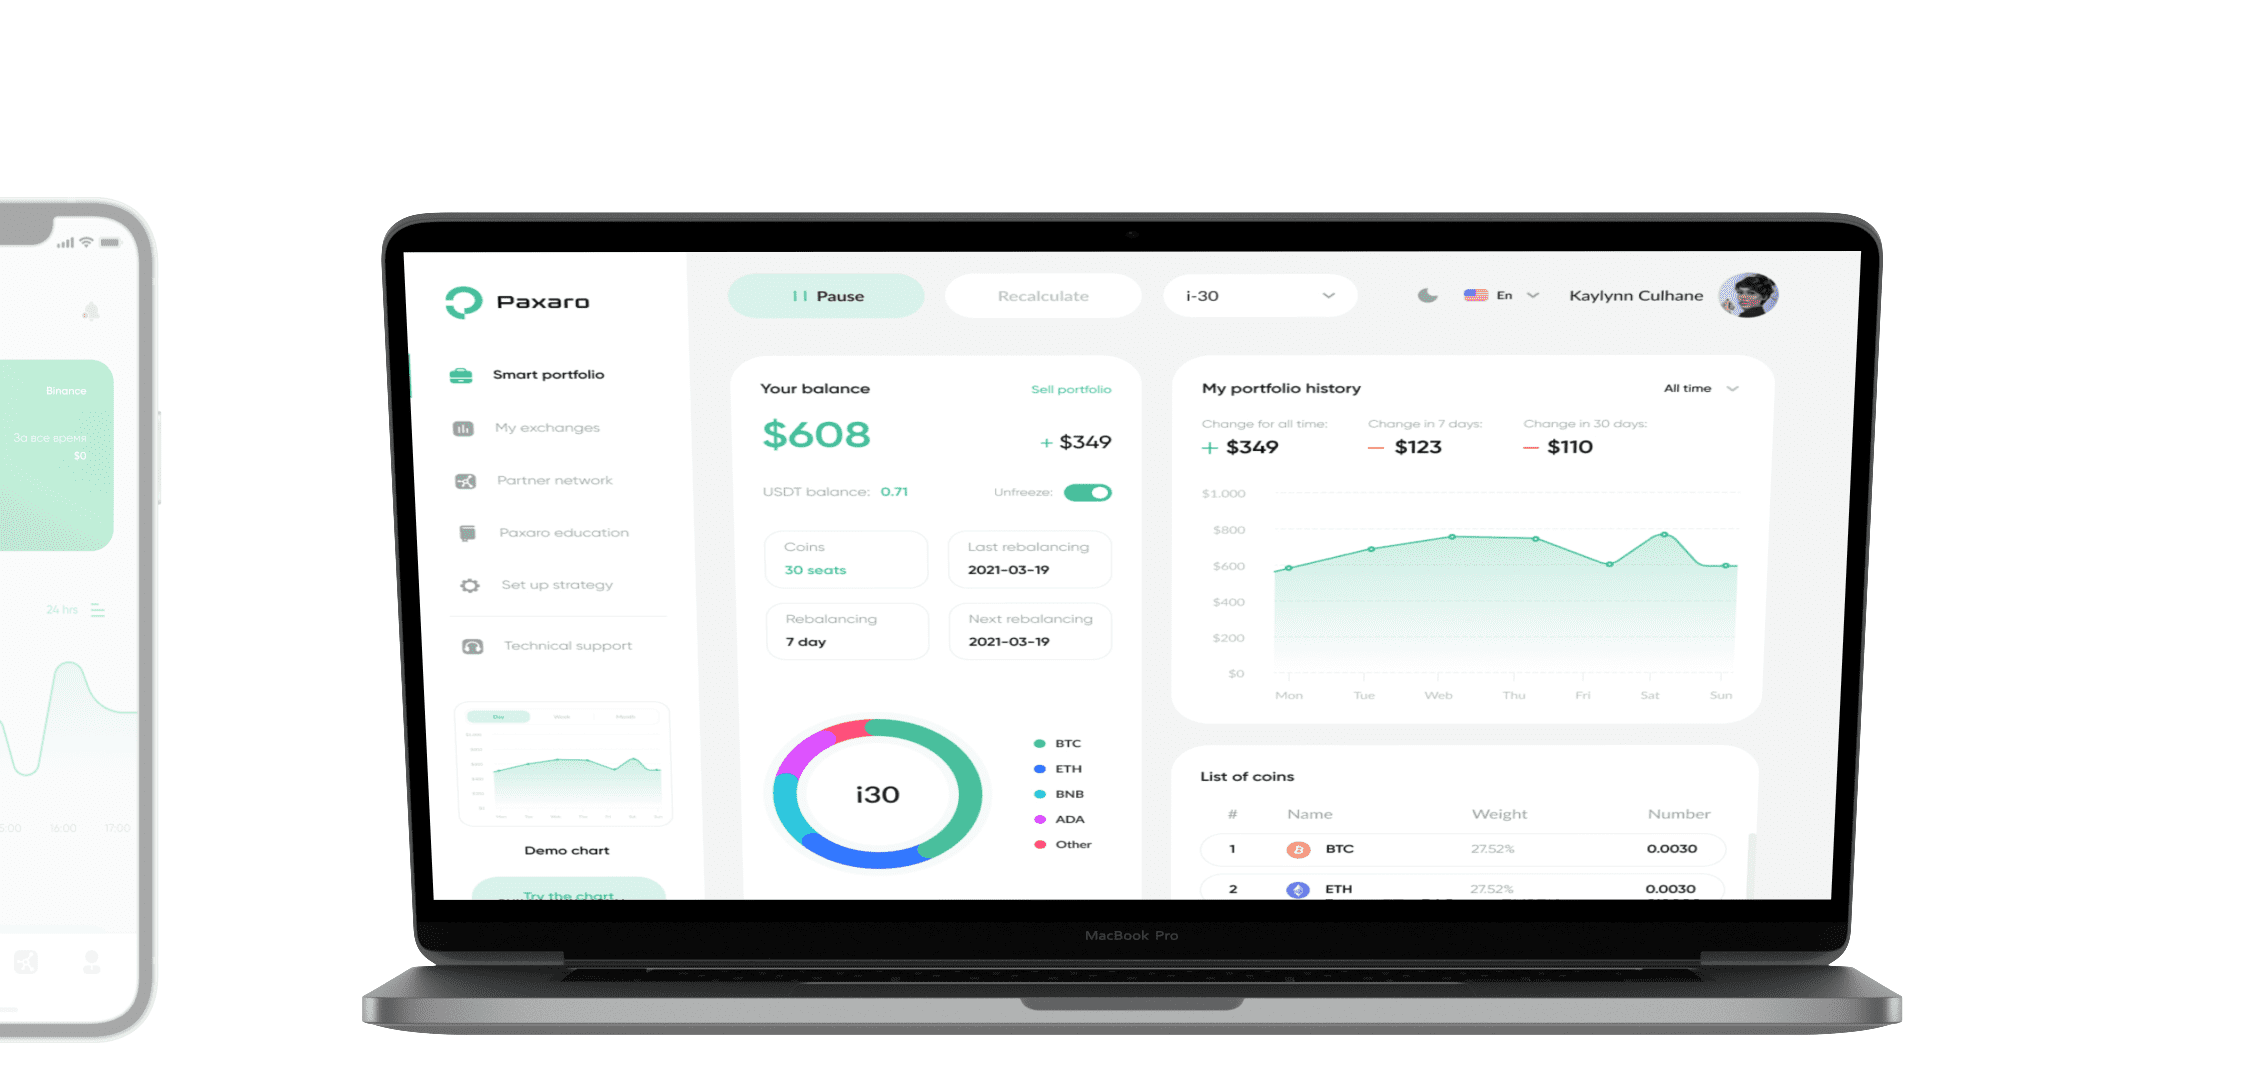 Binance
За все время
$0
24 hrs
16:00
17:00
Paxaro
Smart portfolio
My exchanges
Partner network
Paxaro education
Set up strategy
Technical support
Day Week Month
Demo chart
Try the chart
Pause
Recalculate
i-30
En
Kaylynn Culhane
Your balance
Sell portfolio
$608
+ $349
USDT balance: 0.71
Unfreeze:
Coins
30 seats
Last rebalancing
2021-03-19
Rebalancing
7 day
Next rebalancing
2021-03-19
i30
BTC
ETH
BNB
ADA
Other
My portfolio history
All time
Change for all time:
+ $349
Change in 7 days:
— $123
Change in 30 days:
— $110
$1.000
$800
$600
$400
$200
$0
Mon Tue Web Thu Fri Sat Sun
List of coins
# Name Weight Number
1 BTC 27.52% 0.0030
2 ETH 27.52% 0.0030
MacBook Pro